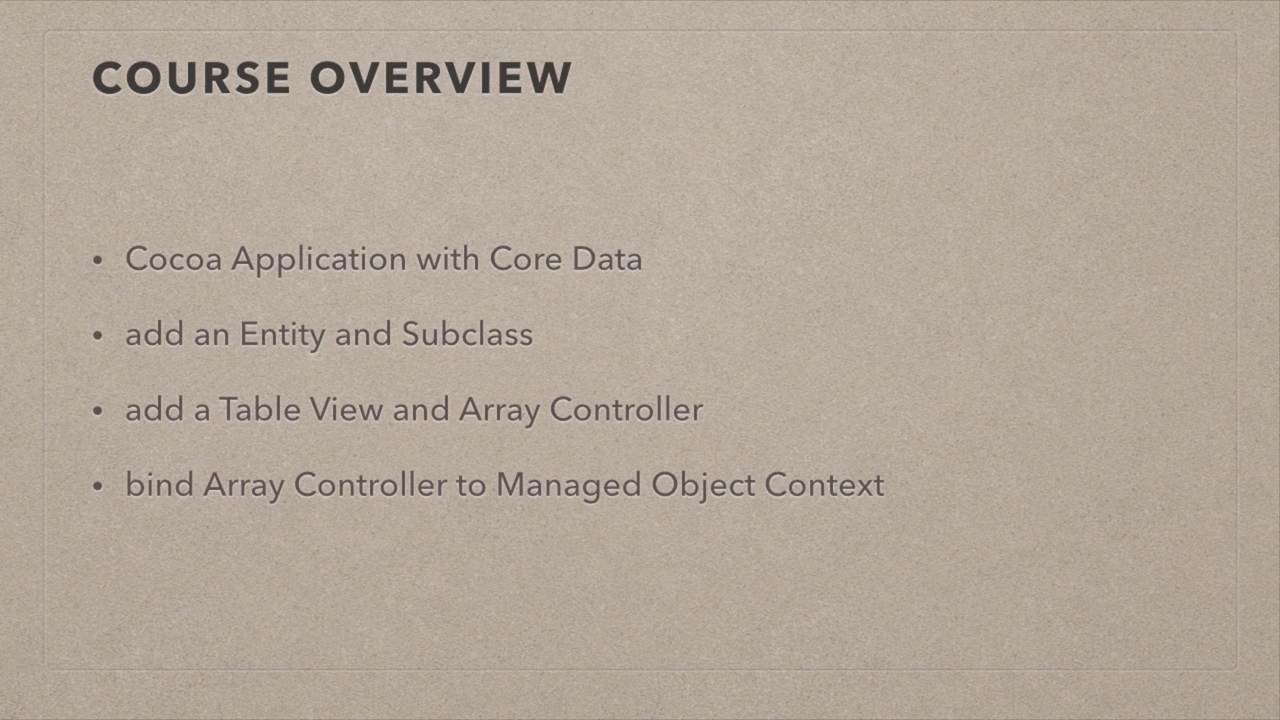 COURSE OVERVIEW
• Cocoa Application with Core Data
• add an Entity and Subclass
• add a Table View and Array Controller
• bind Array Controller to Managed Object Context